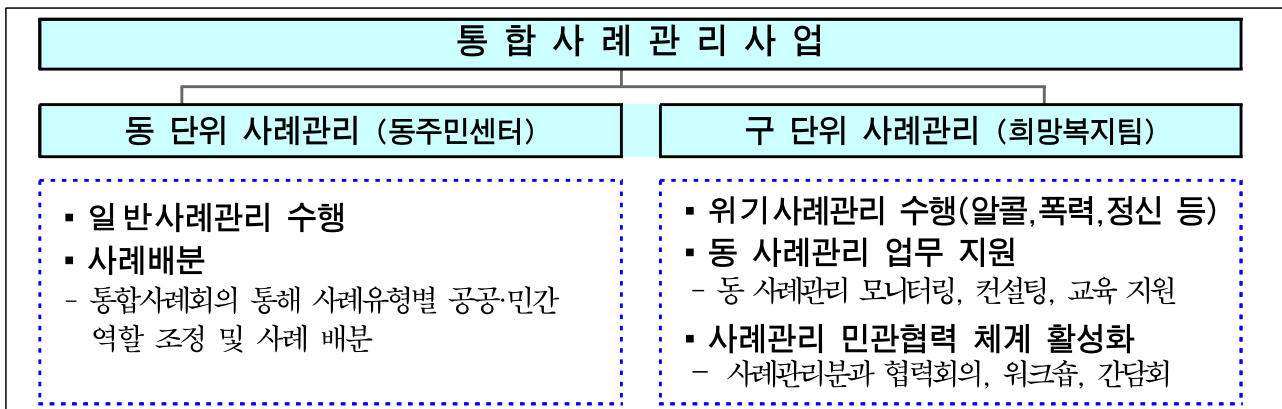 통합사례관리사업
동 단위 사례관리 (동주민센터)
▪ 일반사례관리 수행
▪ 사례배분
- 통합사례회의 통해 사례유형별 공공·민간
역할 조정 및 사례 배분
구 단위 사례관리 (희망복지팀)
▪ 위기사례관리 수행(알콜,폭력,정신 등)
▪ 동 사례관리 업무 지원
- 동 사례관리 모니터링, 컨설팅, 교육 지원
▪ 사례관리 민관협력 체계 활성화
- 사례관리분과 협력회의, 워크숍, 간담회